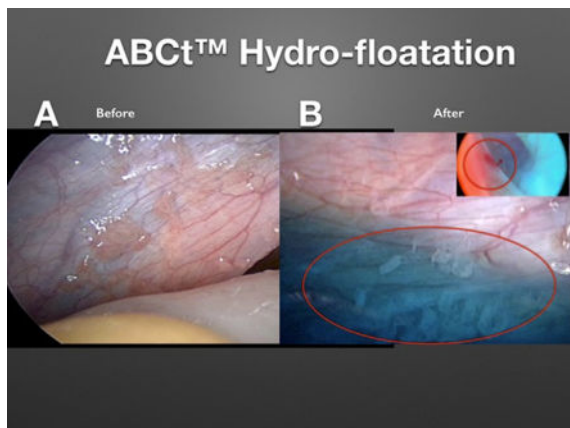 ABCt™ Hydro-floatation
A
Before
B
After